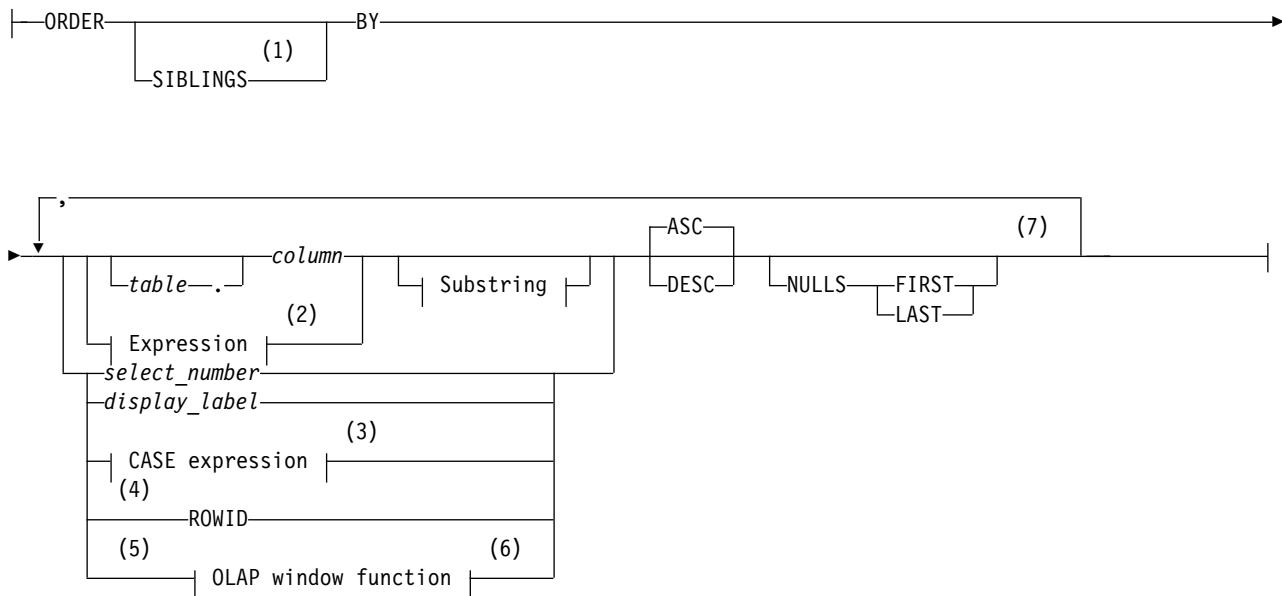 ORDER BY
(1)
SIBLINGS
,
ASC (7)
column
table . Substring DESC NULLS FIRST
(2) LAST
Expression
select_number
display_label
(3)
CASE expression
(4)
ROWID
(5) (6)
OLAP window function